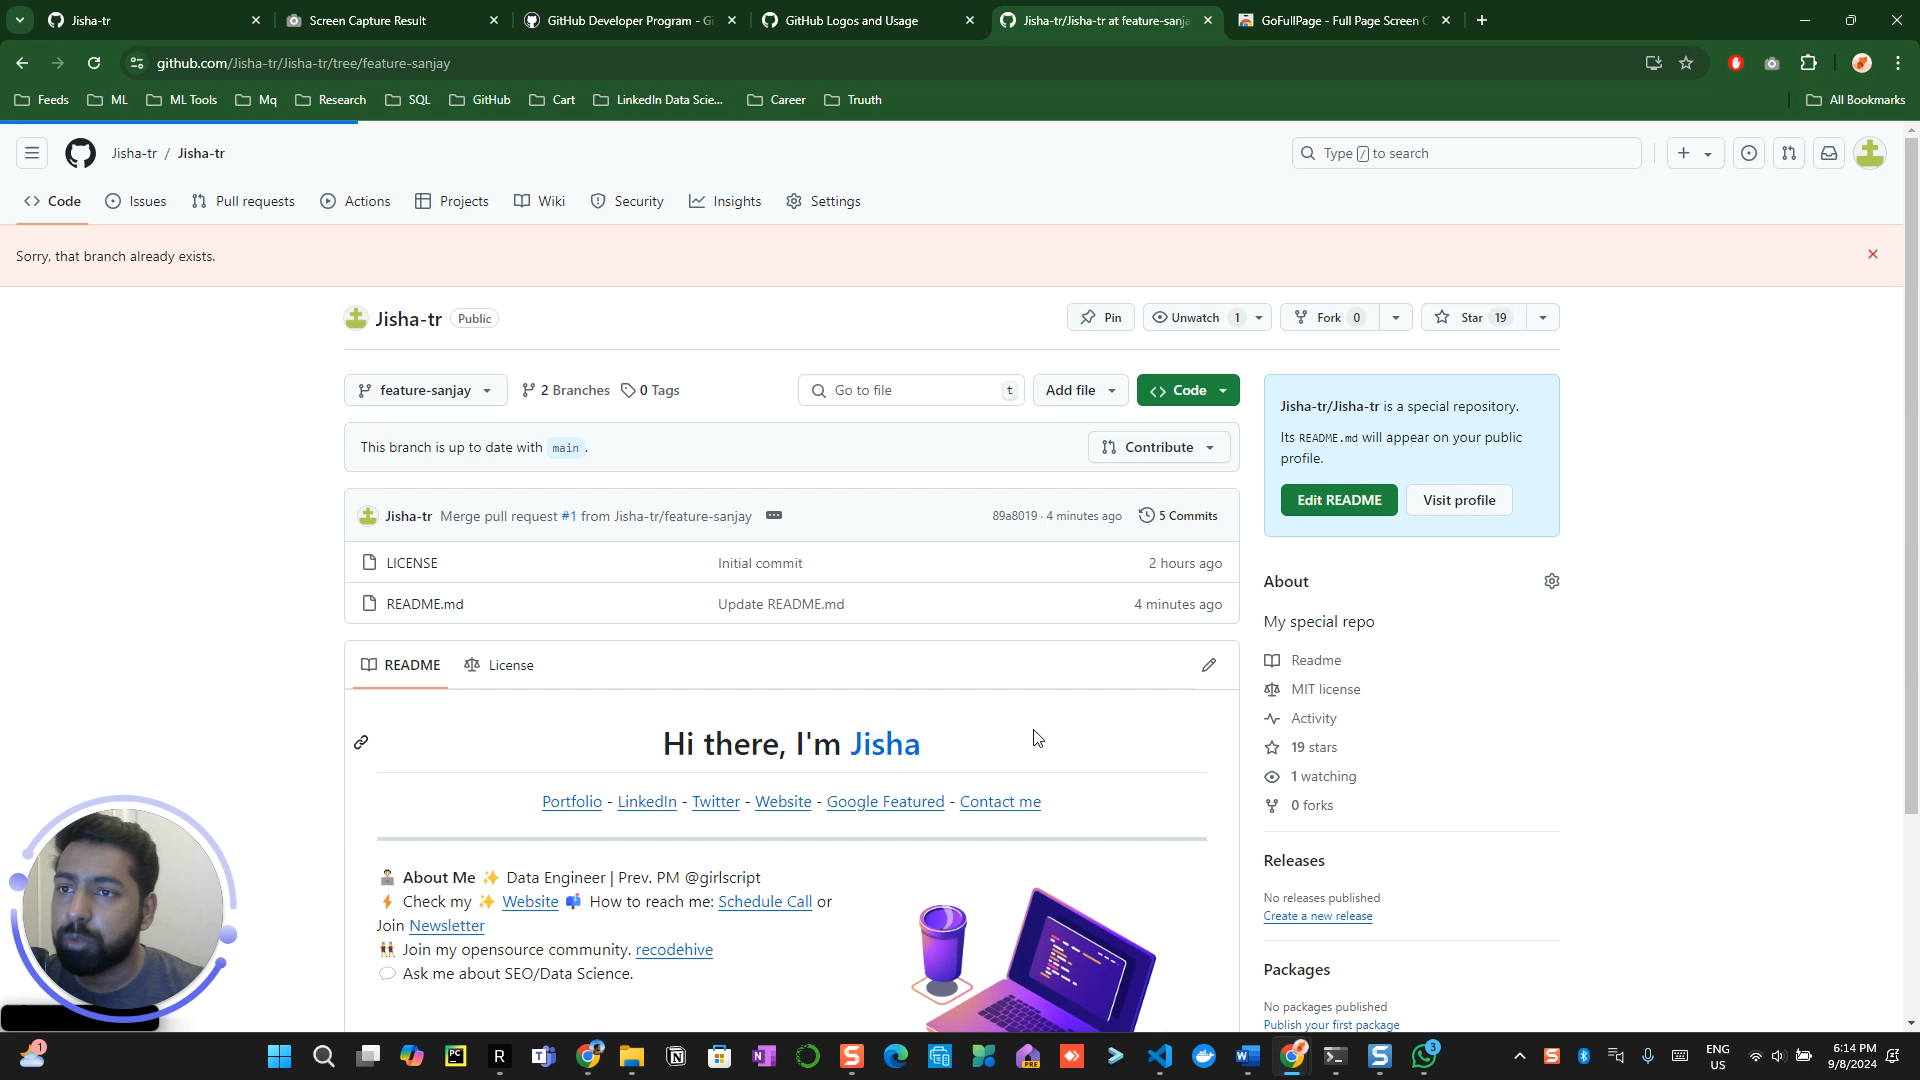 Jisha-tr
Screen Capture Result
GitHub Developer Program - Gi
GitHub Logos and Usage
Jisha-tr/Jisha-tr at feature-sanja
GoFullPage - Full Page Screen C
github.com/Jisha-tr/Jisha-tr/tree/feature-sanjay
Feeds
ML
ML Tools
Mq
Research
SQL
GitHub
Cart
LinkedIn Data Scie...
Career
Truuth
All Bookmarks
Jisha-tr / Jisha-tr
Type / to search
Code
Issues
Pull requests
Actions
Projects
Wiki
Security
Insights
Settings
Sorry, that branch already exists.
Jisha-tr Public
Pin
Unwatch 1
Fork 0
Star 19
feature-sanjay
2 Branches
0 Tags
Go to file t
Add file
Code
This branch is up to date with main .
Contribute
Jisha-tr Merge pull request #1 from Jisha-tr/feature-sanjay
89a8019 · 4 minutes ago
5 Commits
LICENSE Initial commit 2 hours ago
README.md Update README.md 4 minutes ago
README
License
Hi there, I'm Jisha
Portfolio - LinkedIn - Twitter - Website - Google Featured - Contact me
About Me ✨ Data Engineer | Prev. PM @girlscript
⚡ Check my ✨ Website 📫 How to reach me: Schedule Call or
Join Newsletter
👯 Join my opensource community. recodehive
💬 Ask me about SEO/Data Science.
Jisha-tr/Jisha-tr is a special repository.
Its README.md will appear on your public
profile.
Edit README
Visit profile
About
My special repo
Readme
MIT license
Activity
19 stars
1 watching
0 forks
Releases
No releases published
Create a new release
Packages
No packages published
Publish your first package
1
PC
R
PRE
3
ENG
US
6:14 PM
9/8/2024